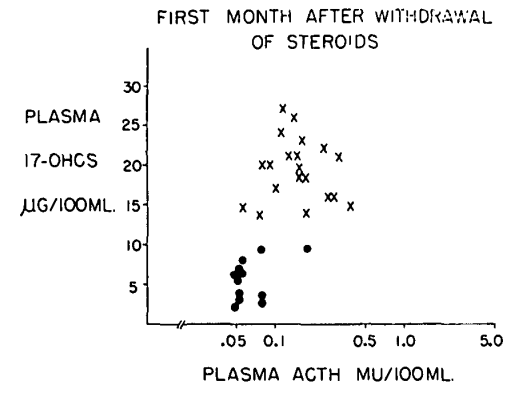 FIRST MONTH AFTER WITHDRAWAL
OF STEROIDS
PLASMA
17-OHCS
µG/100ML.
30
25
20
15
10
5
.05 0.1 0.5 1.0 5.0
PLASMA ACTH MU/100ML.